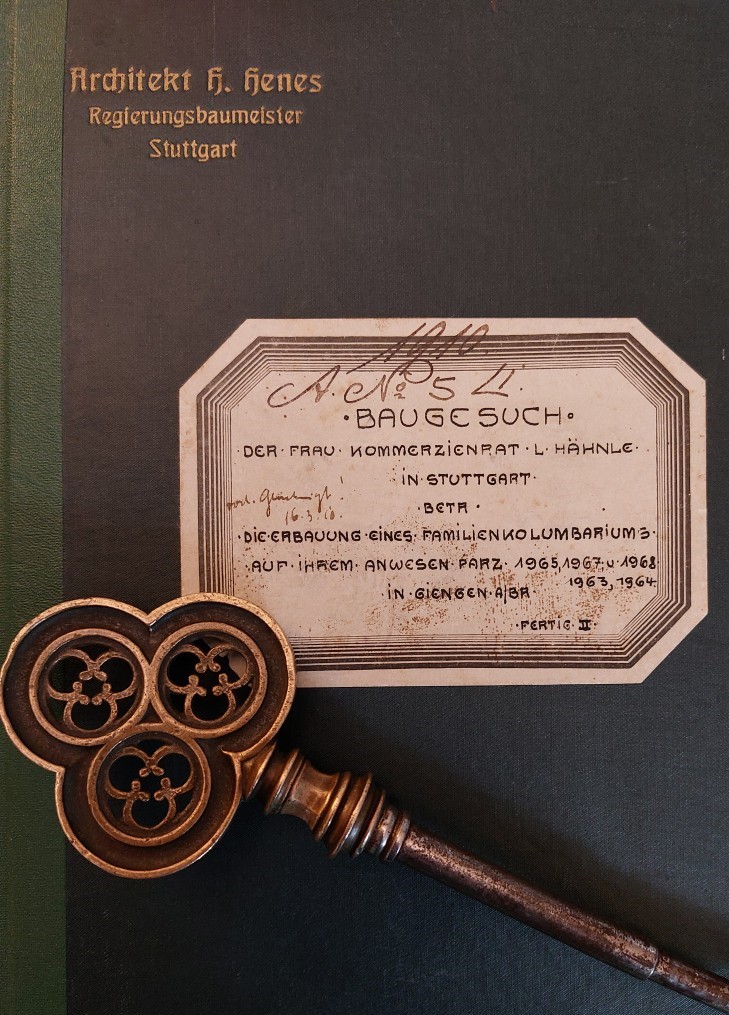 Architekt H. Henes
Regierungsbaumeister
Stuttgart
1910.
A. No 5 II.
·BAUGESUCH·
·DER·FRAU·KOMMERZIENRAT·L·HÄHNLE·
·IN·STUTTGART·
·BETR·
·DIE·ERBAUUNG·EINES·FAMILIENKOLUMBARIUMS·
·AUF·IHREM·ANWESEN·PARZ·1965,1967,u·1968
1963, 1964.
·IN·GIENGEN·A/BR·
16.3.10.
·FERTIG·III·